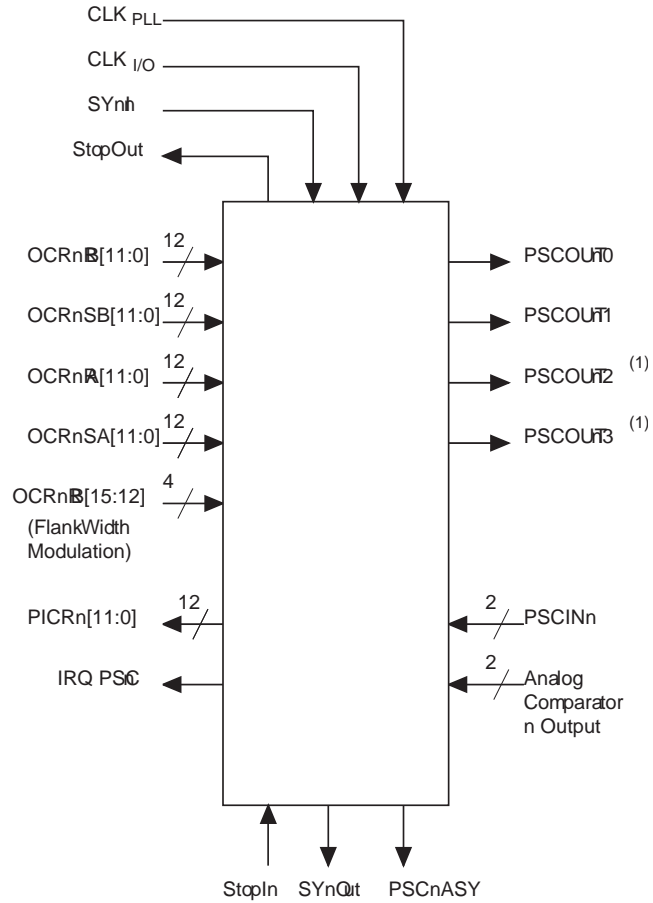 CLK PLL
CLK I/O
SYnIn
StopOut
OCRnRB[11:0]
12
PSCOUTn0
OCRnSB[11:0]
12
PSCOUTn1
OCRnRA[11:0]
12
PSCOUTn2 (1)
OCRnSA[11:0]
12
PSCOUTn3 (1)
OCRnRB[15:12]
4
(FlankWidth
Modulation)
PICRn[11:0]
12
2
PSCINn
IRQ PSCn
2
Analog
Comparator
n Output
StopIn
SYnOut
PSCnASY